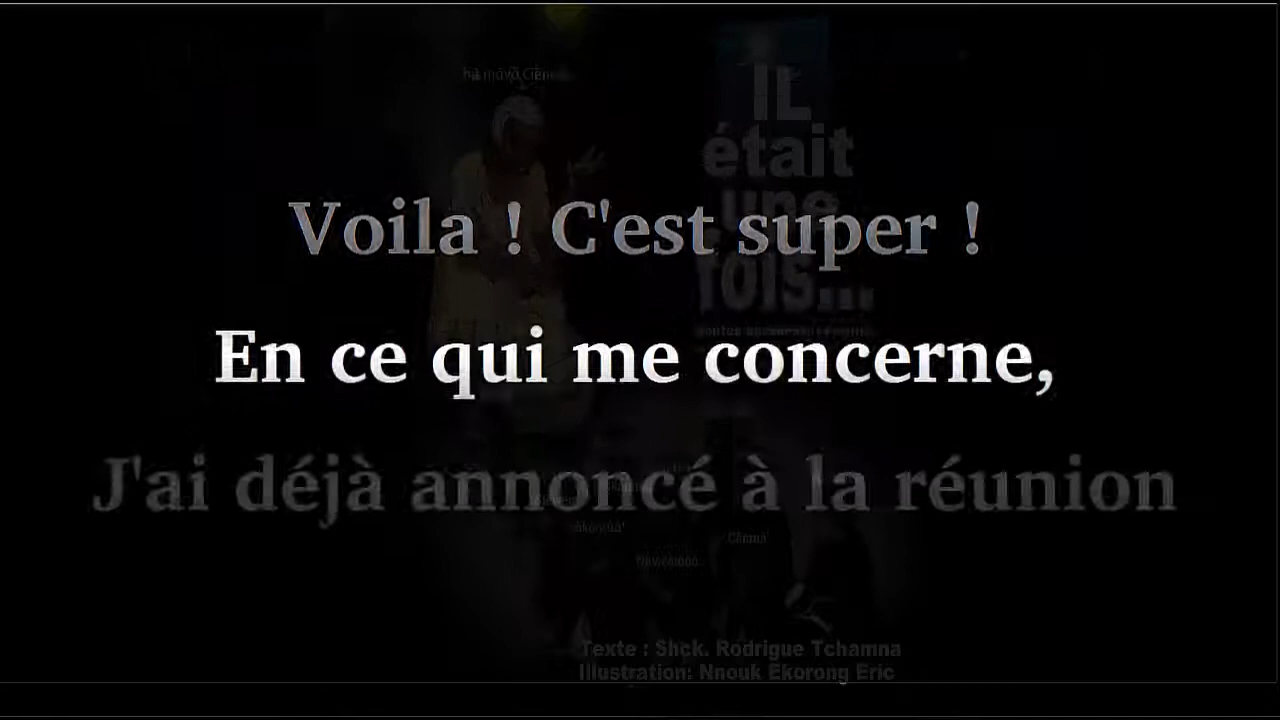 IL
était
une
fois...
Voila ! C'est super !
En ce qui me concerne,
J'ai déjà annoncé à la réunion
Texte : Shck. Rodrigue Tchamna
Illustration: Nnouk Ekorong Eric